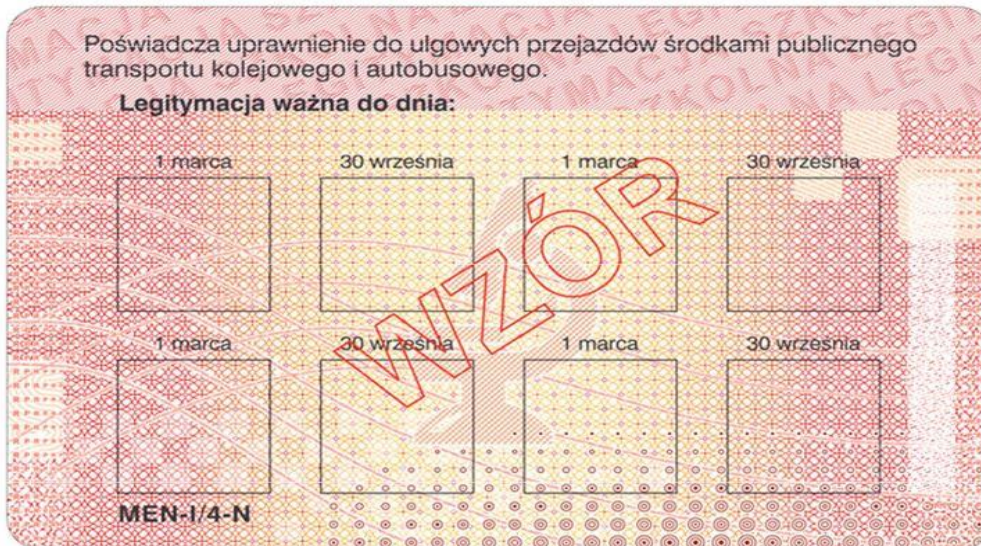 Poświadcza uprawnienie do ulgowych przejazdów środkami publicznego
transportu kolejowego i autobusowego.
Legitymacja ważna do dnia:
1 marca 30 września 1 marca 30 września
WZÓR
1 marca 30 września 1 marca 30 września
MEN-I/4-N